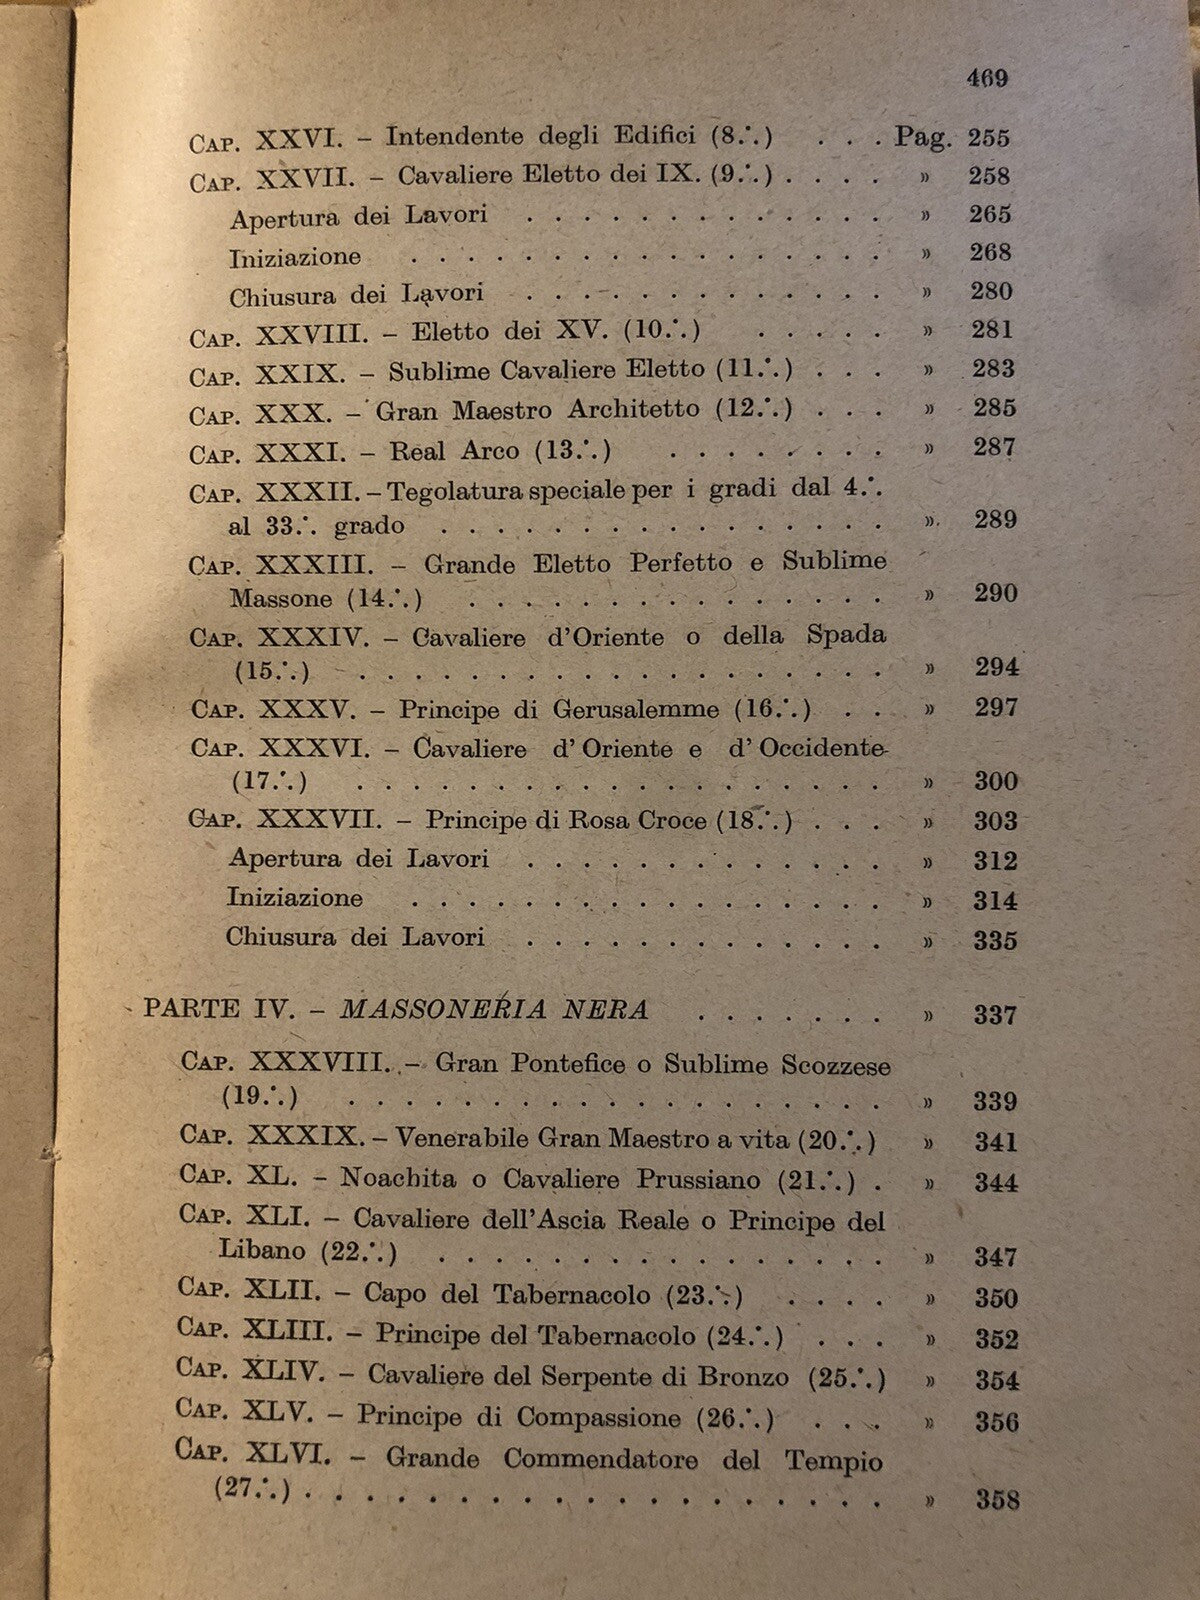 469
CAP. XXVI. – Intendente degli Edifici (8∴) . . . Pag. 255
CAP. XXVII. – Cavaliere Eletto dei IX. (9∴) . . . . » 258
Apertura dei Lavori . . . . . . . . . . . . . » 265
Iniziazione . . . . . . . . . . . . . . . . . » 268
Chiusura dei Lavori . . . . . . . . . . . . . » 280
CAP. XXVIII. – Eletto dei XV. (10∴) . . . . . » 281
CAP. XXIX. – Sublime Cavaliere Eletto (11∴) . . . » 283
CAP. XXX. – Gran Maestro Architetto (12∴) . . . » 285
CAP. XXXI. – Real Arco (13∴) . . . . . . . . » 287
CAP. XXXII. – Tegolatura speciale per i gradi dal 4∴
al 33∴ grado . . . . . . . . . . . . . . . . » 289
CAP. XXXIII. – Grande Eletto Perfetto e Sublime
Massone (14∴) . . . . . . . . . . . . . . . » 290
CAP. XXXIV. – Cavaliere d'Oriente o della Spada
(15∴) . . . . . . . . . . . . . . . . . . . » 294
CAP. XXXV. – Principe di Gerusalemme (16∴) . . » 297
CAP. XXXVI. – Cavaliere d' Oriente e d' Occidente
(17∴) . . . . . . . . . . . . . . . . . . . » 300
CAP. XXXVII. – Principe di Rosa Croce (18∴) . . . » 303
Apertura dei Lavori . . . . . . . . . . . . . » 312
Iniziazione . . . . . . . . . . . . . . . . . » 314
Chiusura dei Lavori . . . . . . . . . . . . . » 335
PARTE IV. – MASSONERIA NERA . . . . . . . » 337
CAP. XXXVIII. – Gran Pontefice o Sublime Scozzese
(19∴) . . . . . . . . . . . . . . . . . . . » 339
CAP. XXXIX. – Venerabile Gran Maestro a vita (20∴) » 341
CAP. XL. – Noachita o Cavaliere Prussiano (21∴) . » 344
CAP. XLI. – Cavaliere dell'Ascia Reale o Principe del
Libano (22∴) . . . . . . . . . . . . . . . . » 347
CAP. XLII. – Capo del Tabernacolo (23∴) . . . . » 350
CAP. XLIII. – Principe del Tabernacolo (24∴) . . . » 352
CAP. XLIV. – Cavaliere del Serpente di Bronzo (25∴) » 354
CAP. XLV. – Principe di Compassione (26∴) . . . » 356
CAP. XLVI. – Grande Commendatore del Tempio
(27∴) . . . . . . . . . . . . . . . . . . . » 358